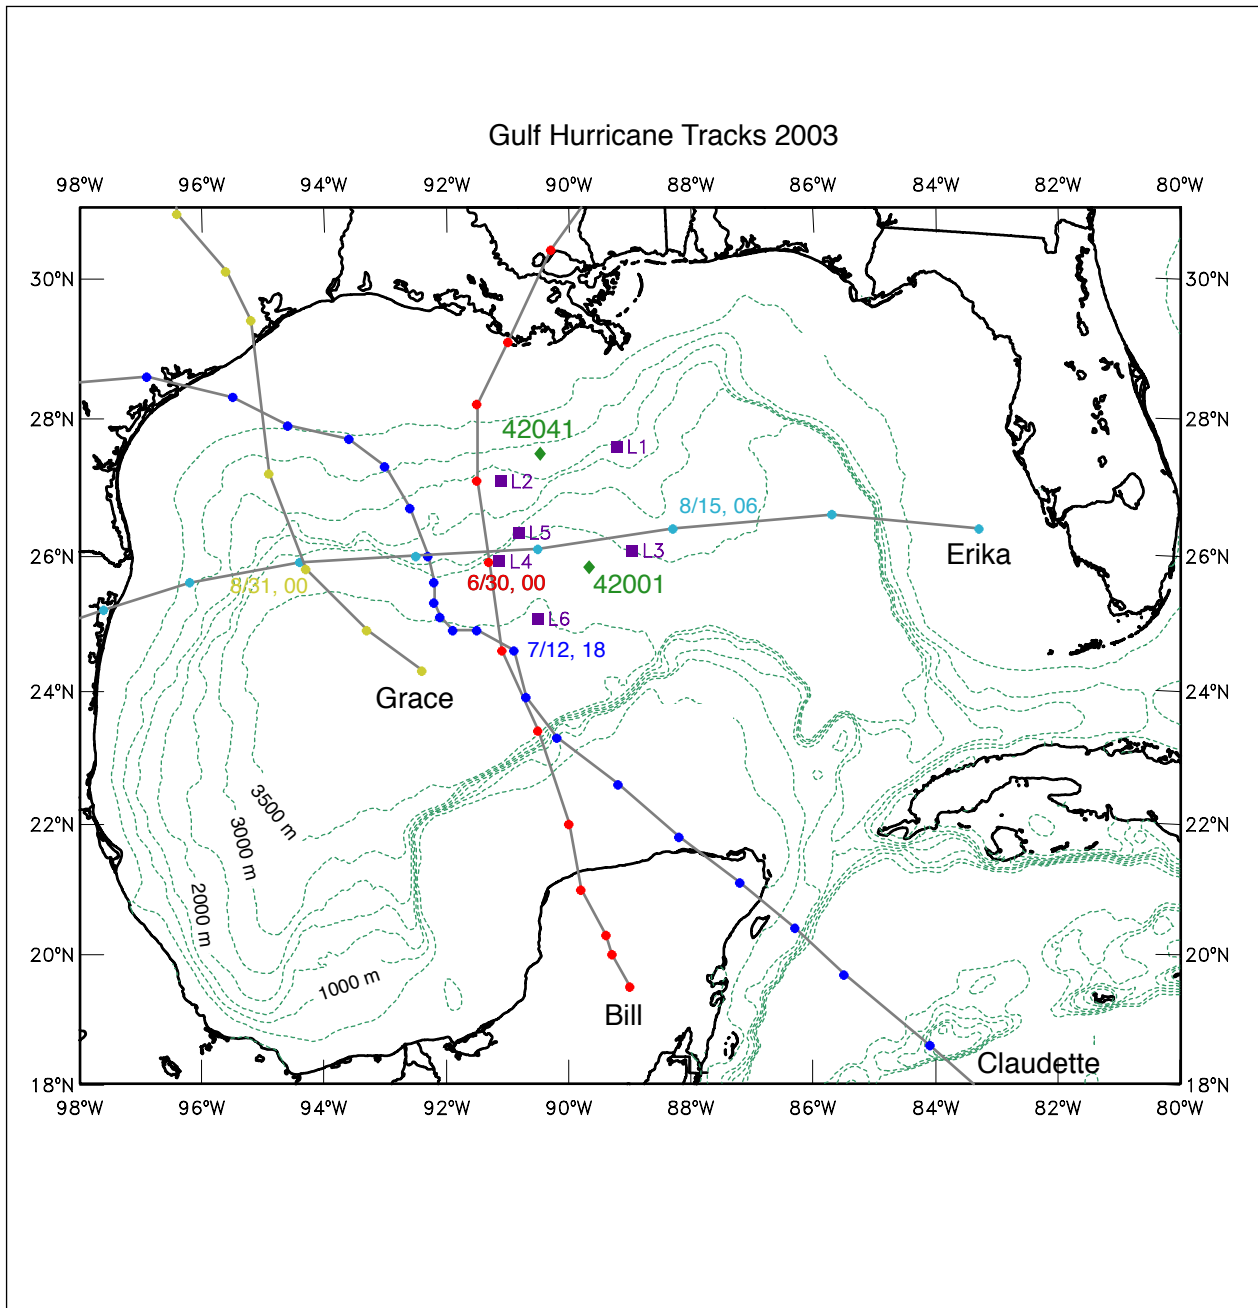 Gulf Hurricane Tracks 2003
98°W 96°W 94°W 92°W 90°W 88°W 86°W 84°W 82°W 80°W
30°N 30°N
28°N 28°N
42041
L1
L2
8/15, 06
L5
26°N L3 Erika 26°N
L4
8/31, 00 6/30, 00 42001
L6
7/12, 18
24°N Grace 24°N
3500 m
22°N 22°N
3000 m
2000 m
20°N 20°N
1000 m
Bill
Claudette
18°N 18°N
98°W 96°W 94°W 92°W 90°W 88°W 86°W 84°W 82°W 80°W